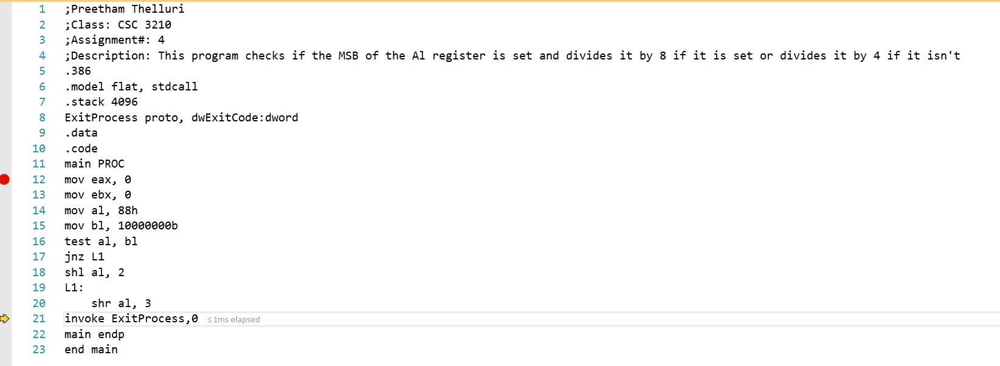 1 ;Preetham Thelluri
2 ;Class: CSC 3210
3 ;Assignment#: 4
4 ;Description: This program checks if the MSB of the Al register is set and divides it by 8 if it is set or divides it by 4 if it isn't
5 .386
6 .model flat, stdcall
7 .stack 4096
8 ExitProcess proto, dwExitCode:dword
9 .data
10 .code
11 main PROC
12 mov eax, 0
13 mov ebx, 0
14 mov al, 88h
15 mov bl, 10000000b
16 test al, bl
17 jnz L1
18 shl al, 2
19 L1:
20     shr al, 3
21 invoke ExitProcess,0 ≤1ms elapsed
22 main endp
23 end main